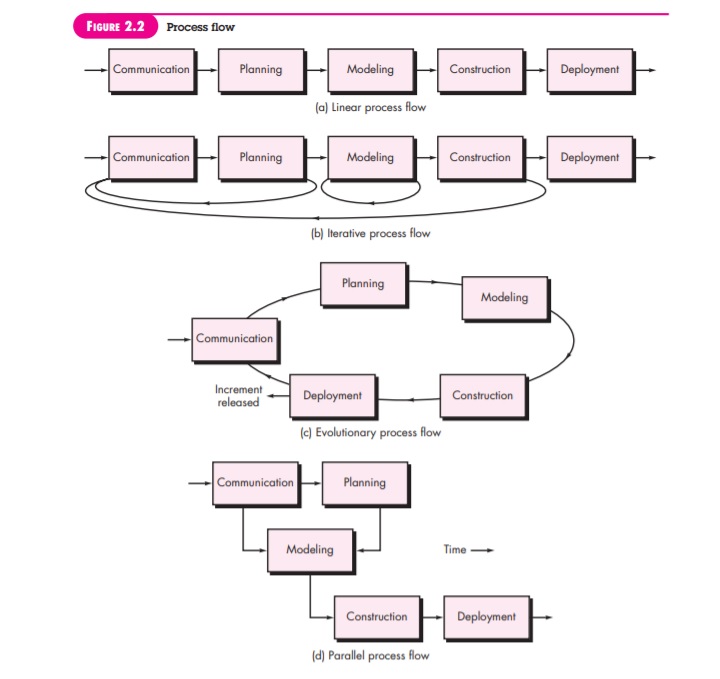 FIGURE 2.2 Process flow
Communication Planning Modeling Construction Deployment
(a) Linear process flow
Communication Planning Modeling Construction Deployment
(b) Iterative process flow
Planning
Modeling
Communication
Increment
released
Deployment
Construction
(c) Evolutionary process flow
Communication Planning
Modeling
Time
Construction Deployment
(d) Parallel process flow